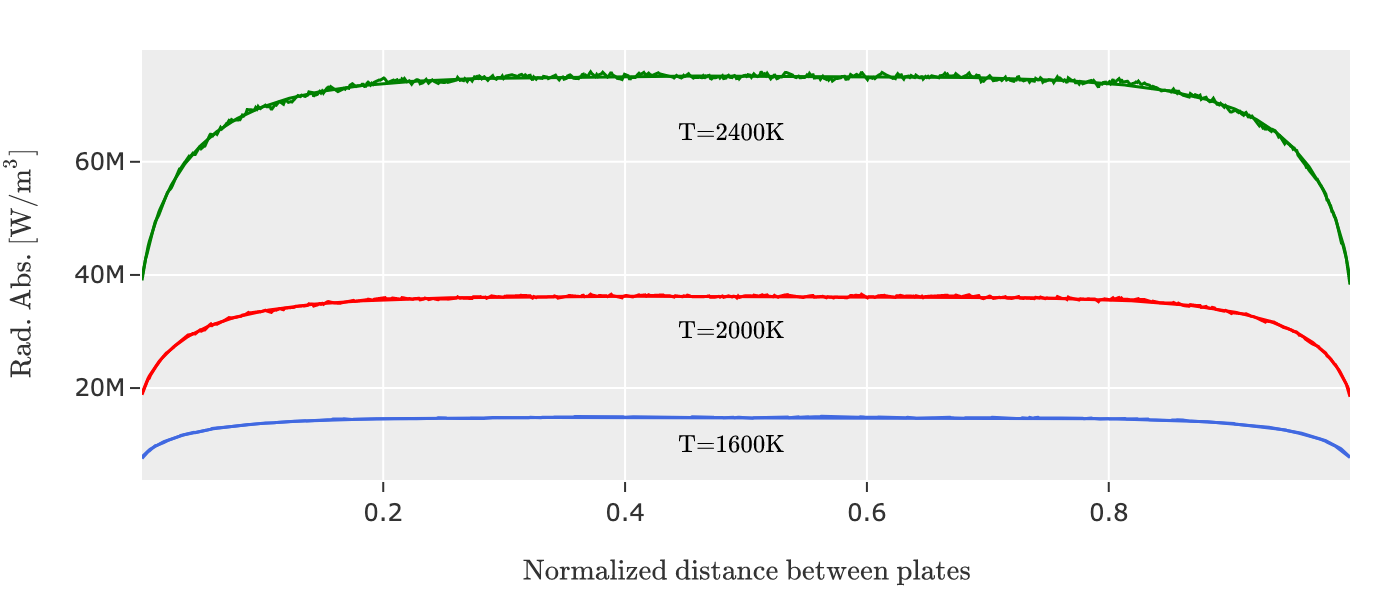 Rad. Abs. [W/m³]
60M
40M
20M
T=2400K
T=2000K
T=1600K
0.2 0.4 0.6 0.8
Normalized distance between plates